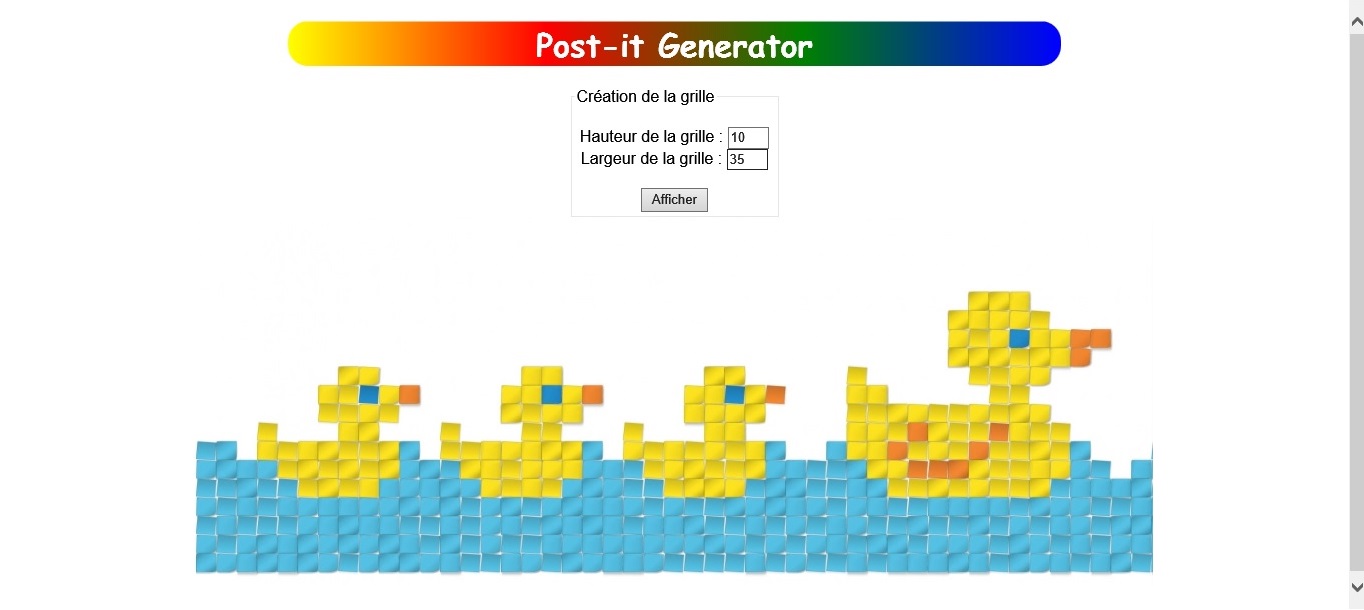 Post-it Generator
Création de la grille
Hauteur de la grille : 10
Largeur de la grille : 35
Afficher